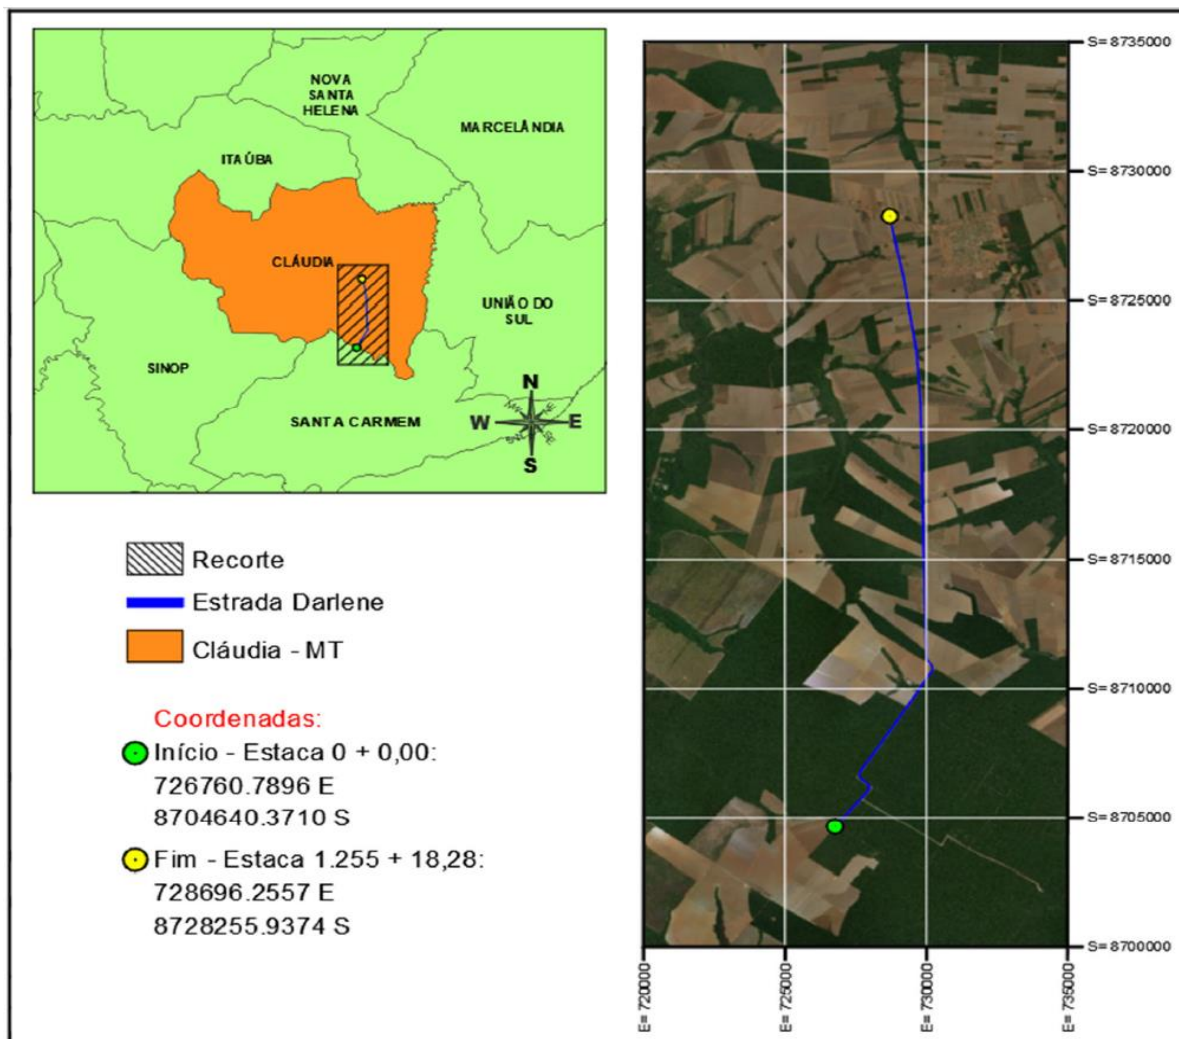 NOVA
SANTA
HELENA
MARCELÂNDIA
ITAÚBA
CLÁUDIA
UNIÃO DO
SUL
SINOP
SANTA CARMEM
N
W
E
S
Recorte
Estrada Darlene
Cláudia - MT
Coordenadas:
Início - Estaca 0 + 0,00:
726760.7896 E
8704640.3710 S
Fim - Estaca 1.255 + 18,28:
728696.2557 E
8728255.9374 S
S= 8735000
S= 8730000
S= 8725000
S= 8720000
S= 8715000
S= 8710000
S= 8705000
S= 8700000
E= 720000
E= 725000
E= 730000
E= 735000